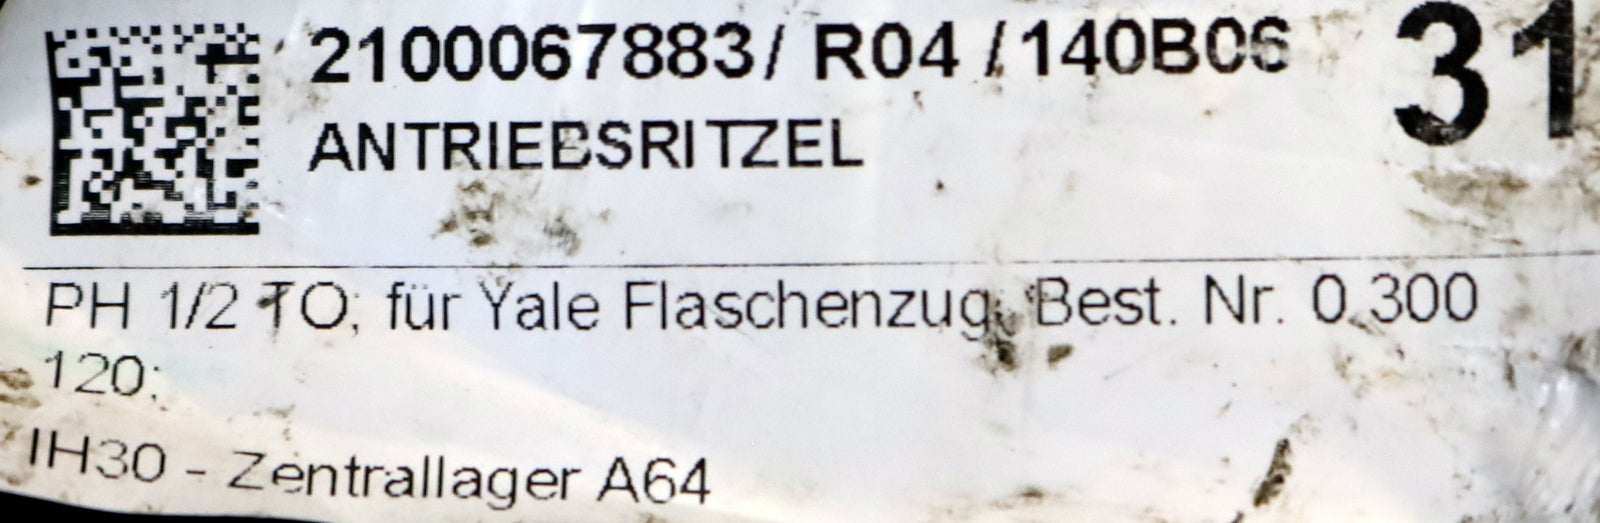 2100067883/ R04 /140B06 31
ANTRIEBSRITZEL
PH 1/2 TO; für Yale Flaschenzug; Best. Nr. 0.300
120;
IH30 - Zentrallager A64